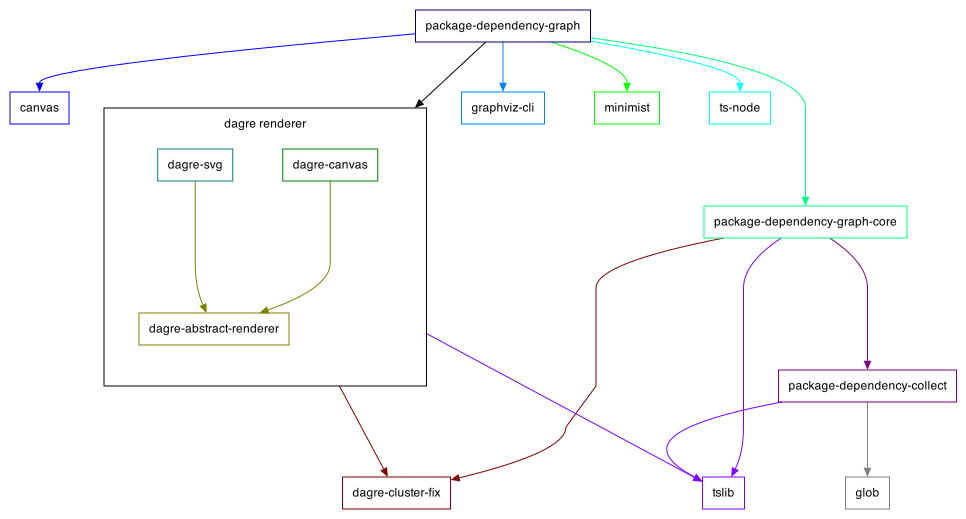 package-dependency-graph
canvas
graphviz-cli
minimist
ts-node
dagre renderer
dagre-svg
dagre-canvas
package-dependency-graph-core
dagre-abstract-renderer
package-dependency-collect
dagre-cluster-fix
tslib
glob